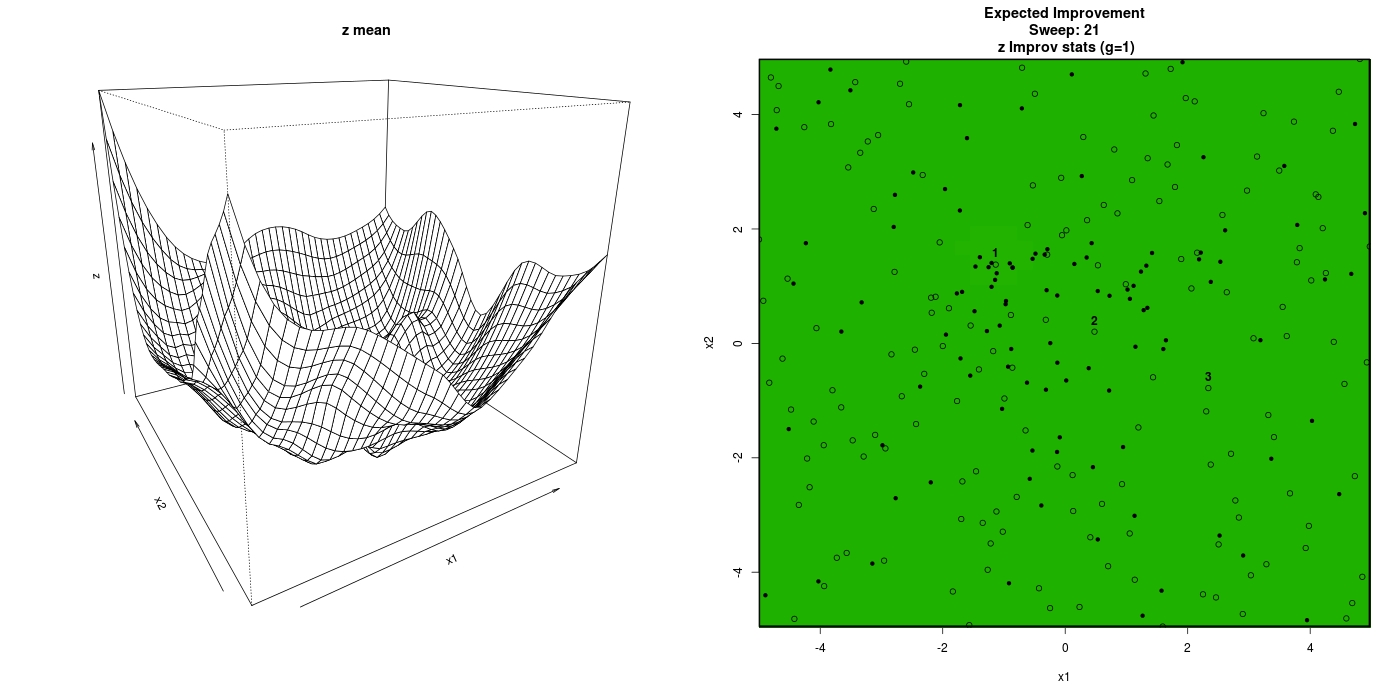 z mean
z
x2
x1
Expected Improvement
Sweep: 21
z Improv stats (g=1)
x2
4
2
0
-2
-4
1
2
3
-4
-2
0
2
4
x1